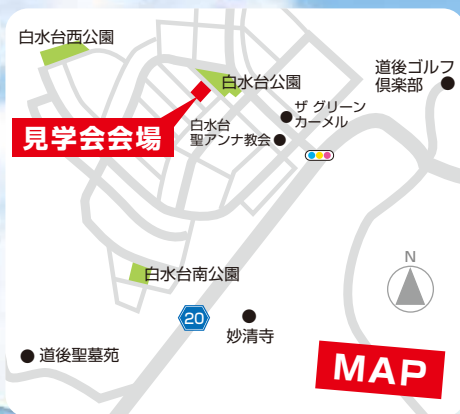 白水台西公園
白水台公園
道後ゴルフ
倶楽部
ザ グリーン
カーメル
白水台
聖アンナ教会
見学会会場
白水台南公園
N
20
妙清寺
道後聖墓苑
MAP